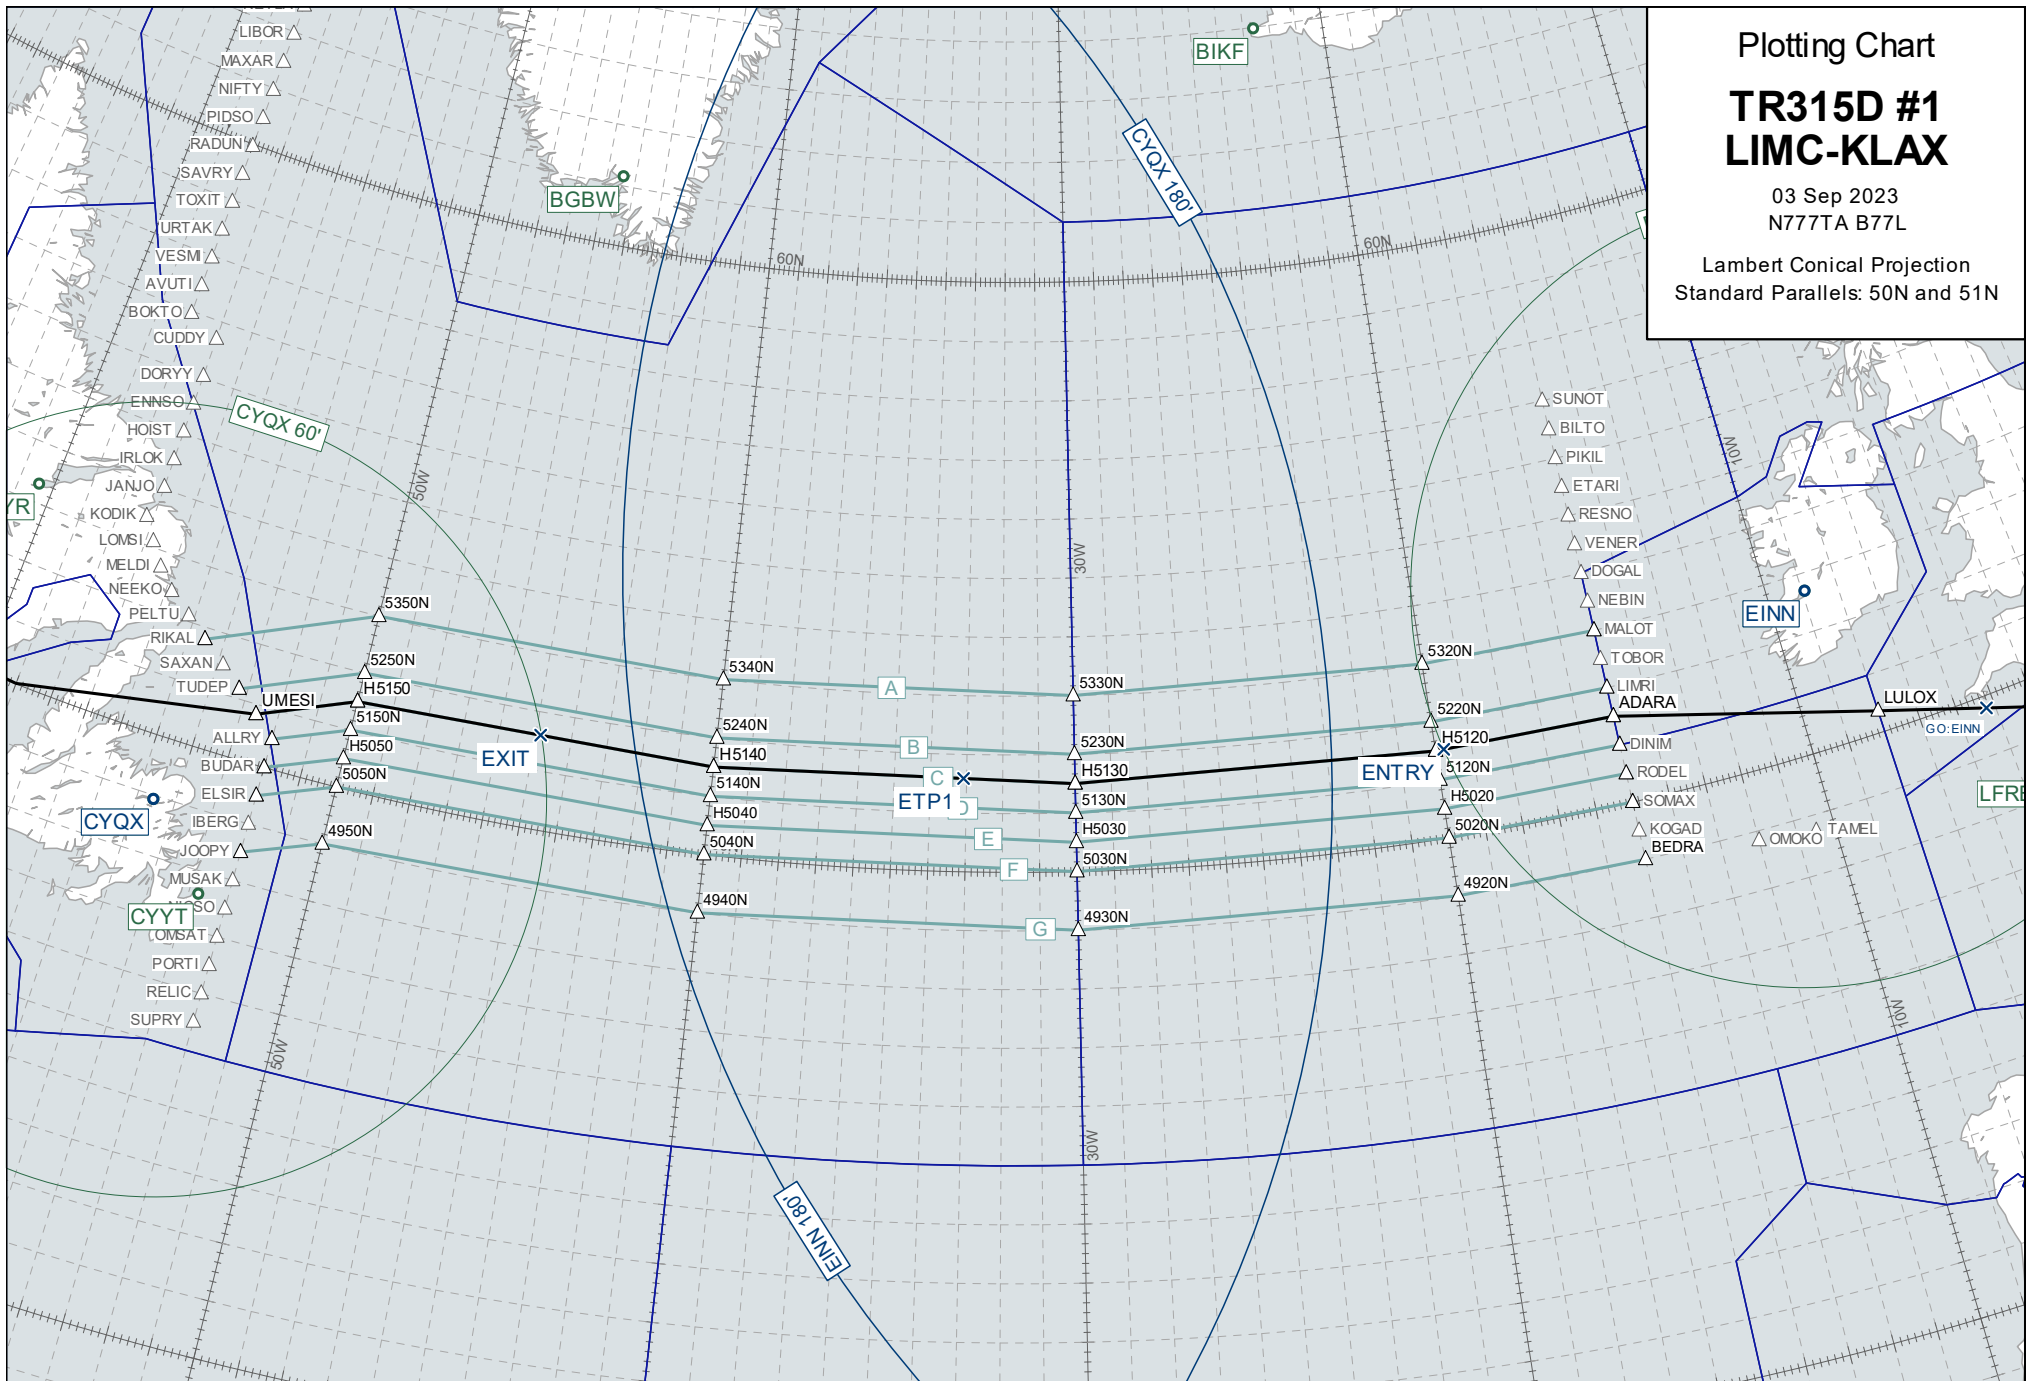 Plotting Chart
TR315D #1
LIMC-KLAX
03 Sep 2023
N777TA B77L
Lambert Conical Projection
Standard Parallels: 50N and 51N
LIBOR
MAXAR
NIFTY
PIDSO
RADUN
SAVRY
TOXIT
URTAK
VESMI
AVUTI
BOKTO
CUDDY
DORYY
ENNSO
HOIST
IRLOK
JANJO
KODIK
LOMSI
MELDI
NEEKO
PELTU
RIKAL
SAXAN
TUDEP
UMESI
ALLRY
BUDAR
ELSIR
IBERG
JOOPY
MUSAK
OMSAT
PORTI
RELIC
SUPRY
CYQX
CYYT
YR
BGBW
BIKF
EINN
LFRB
CYQX 60'
CYQX 180'
EINN 180'
60N
60N
50W
50W
30W
30W
10W
10W
5350N
5250N
H5150
5150N
H5050
5050N
4950N
EXIT
5340N
5240N
H5140
5140N
H5040
5040N
4940N
A
B
C
D
E
F
G
ETP1
5330N
5230N
H5130
5130N
H5030
5030N
4930N
5320N
5220N
H5120
ENTRY
5120N
H5020
5020N
4920N
SUNOT
BILTO
PIKIL
ETARI
RESNO
VENER
DOGAL
NEBIN
MALOT
TOBOR
LIMRI
ADARA
DINIM
RODEL
SOMAX
KOGAD
BEDRA
OMOKO
TAMEL
LULOX
GO:EINN